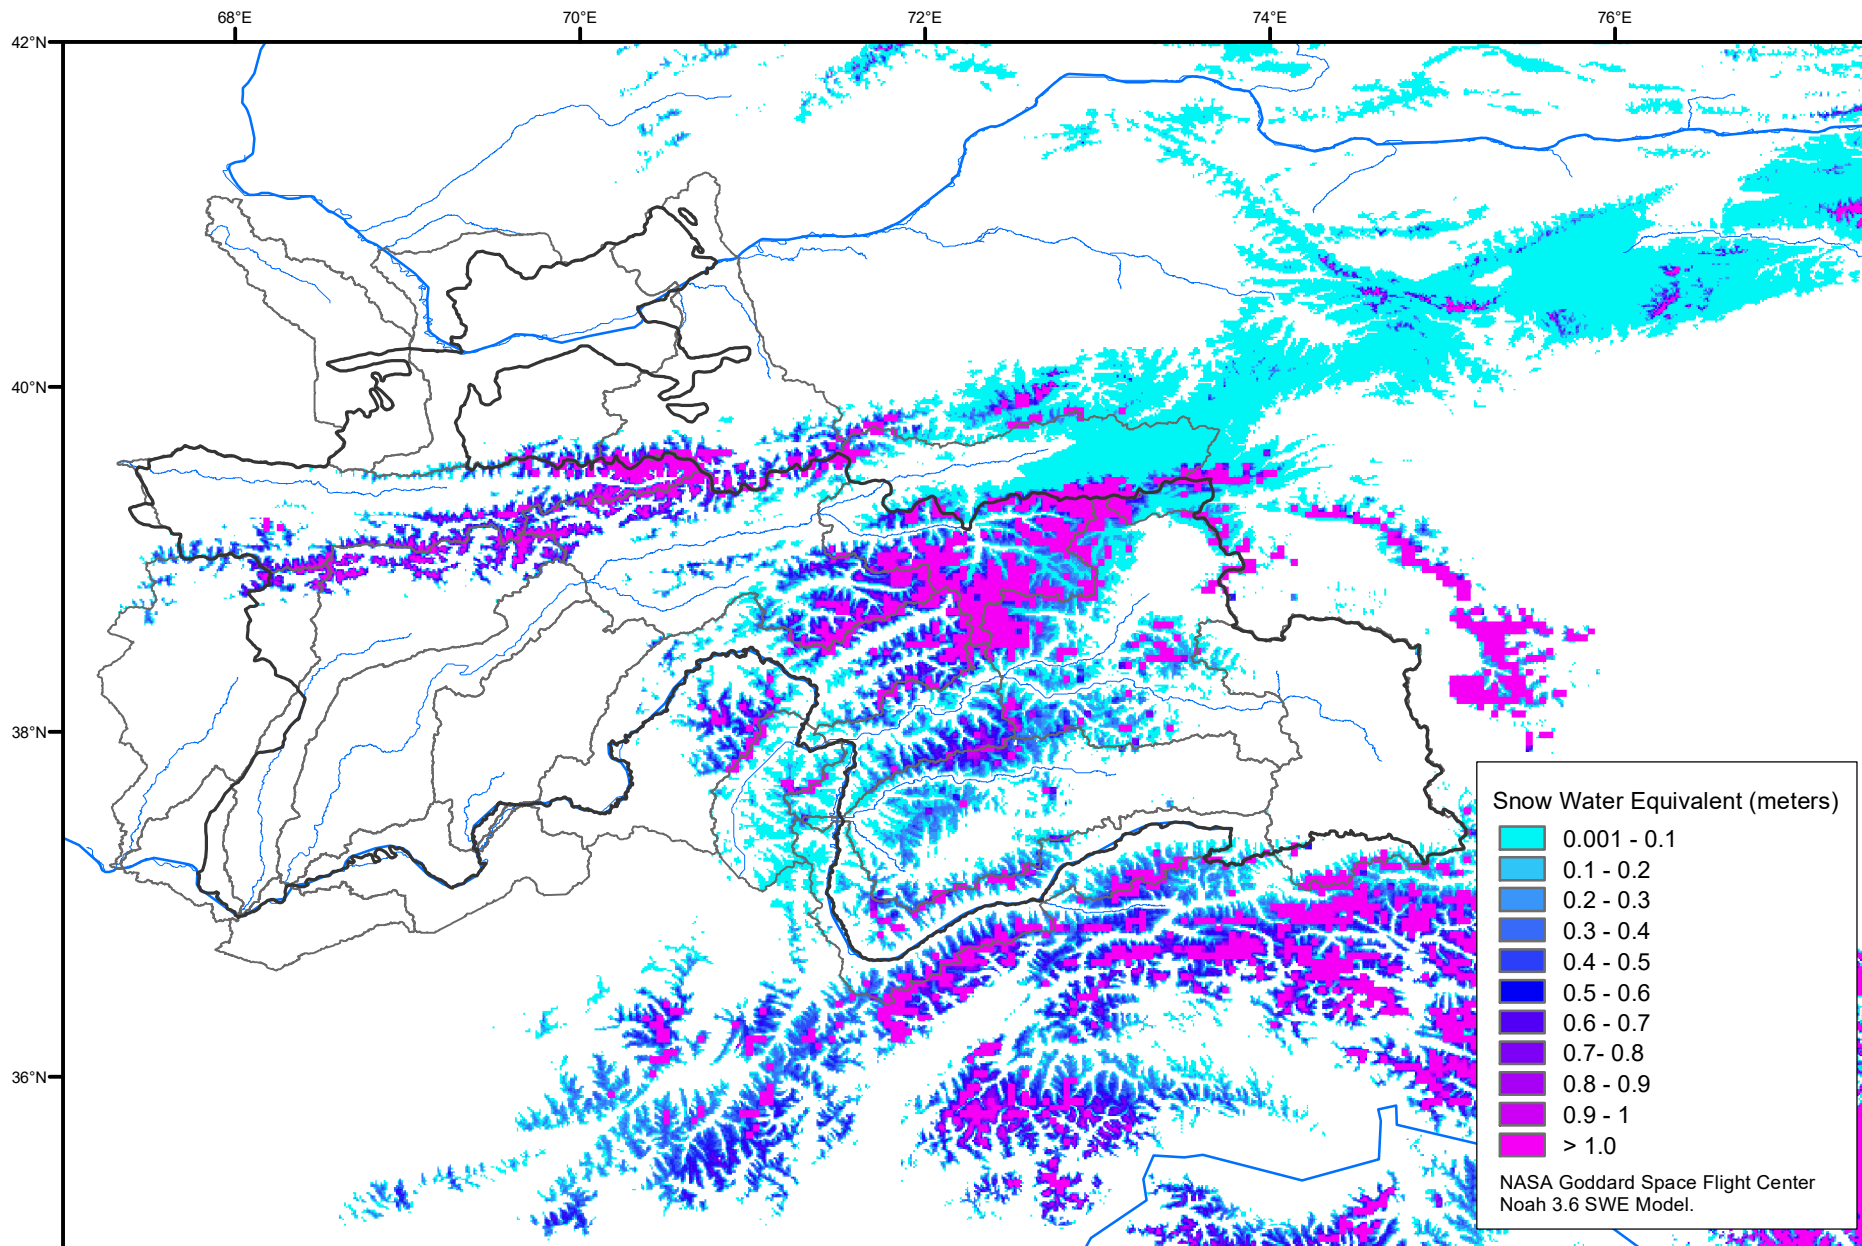 68°E 70°E 72°E 74°E 76°E
42°N
40°N
38°N
36°N
Snow Water Equivalent (meters)
0.001 - 0.1
0.1 - 0.2
0.2 - 0.3
0.3 - 0.4
0.4 - 0.5
0.5 - 0.6
0.6 - 0.7
0.7- 0.8
0.8 - 0.9
0.9 - 1
> 1.0
NASA Goddard Space Flight Center
Noah 3.6 SWE Model.